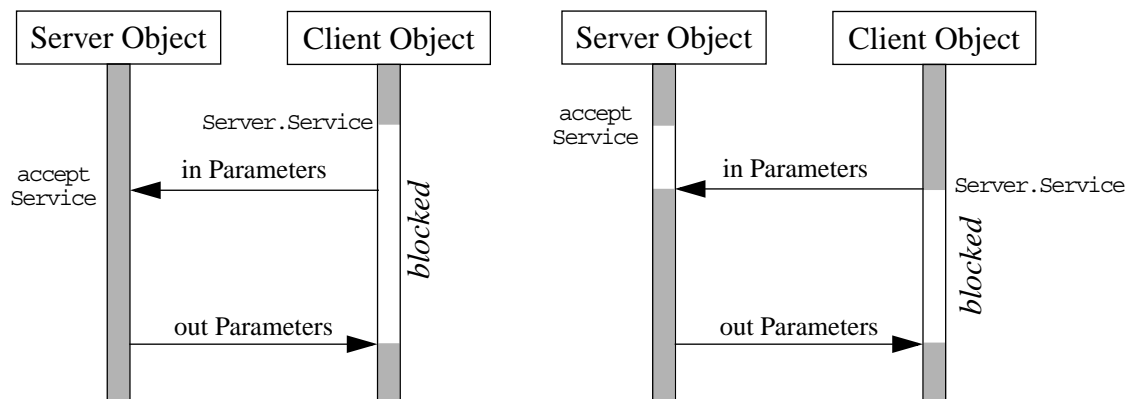 Server Object
Client Object
Server.Service
in Parameters
accept
Service
blocked
out Parameters
Server Object
Client Object
accept
Service
in Parameters
Server.Service
blocked
out Parameters